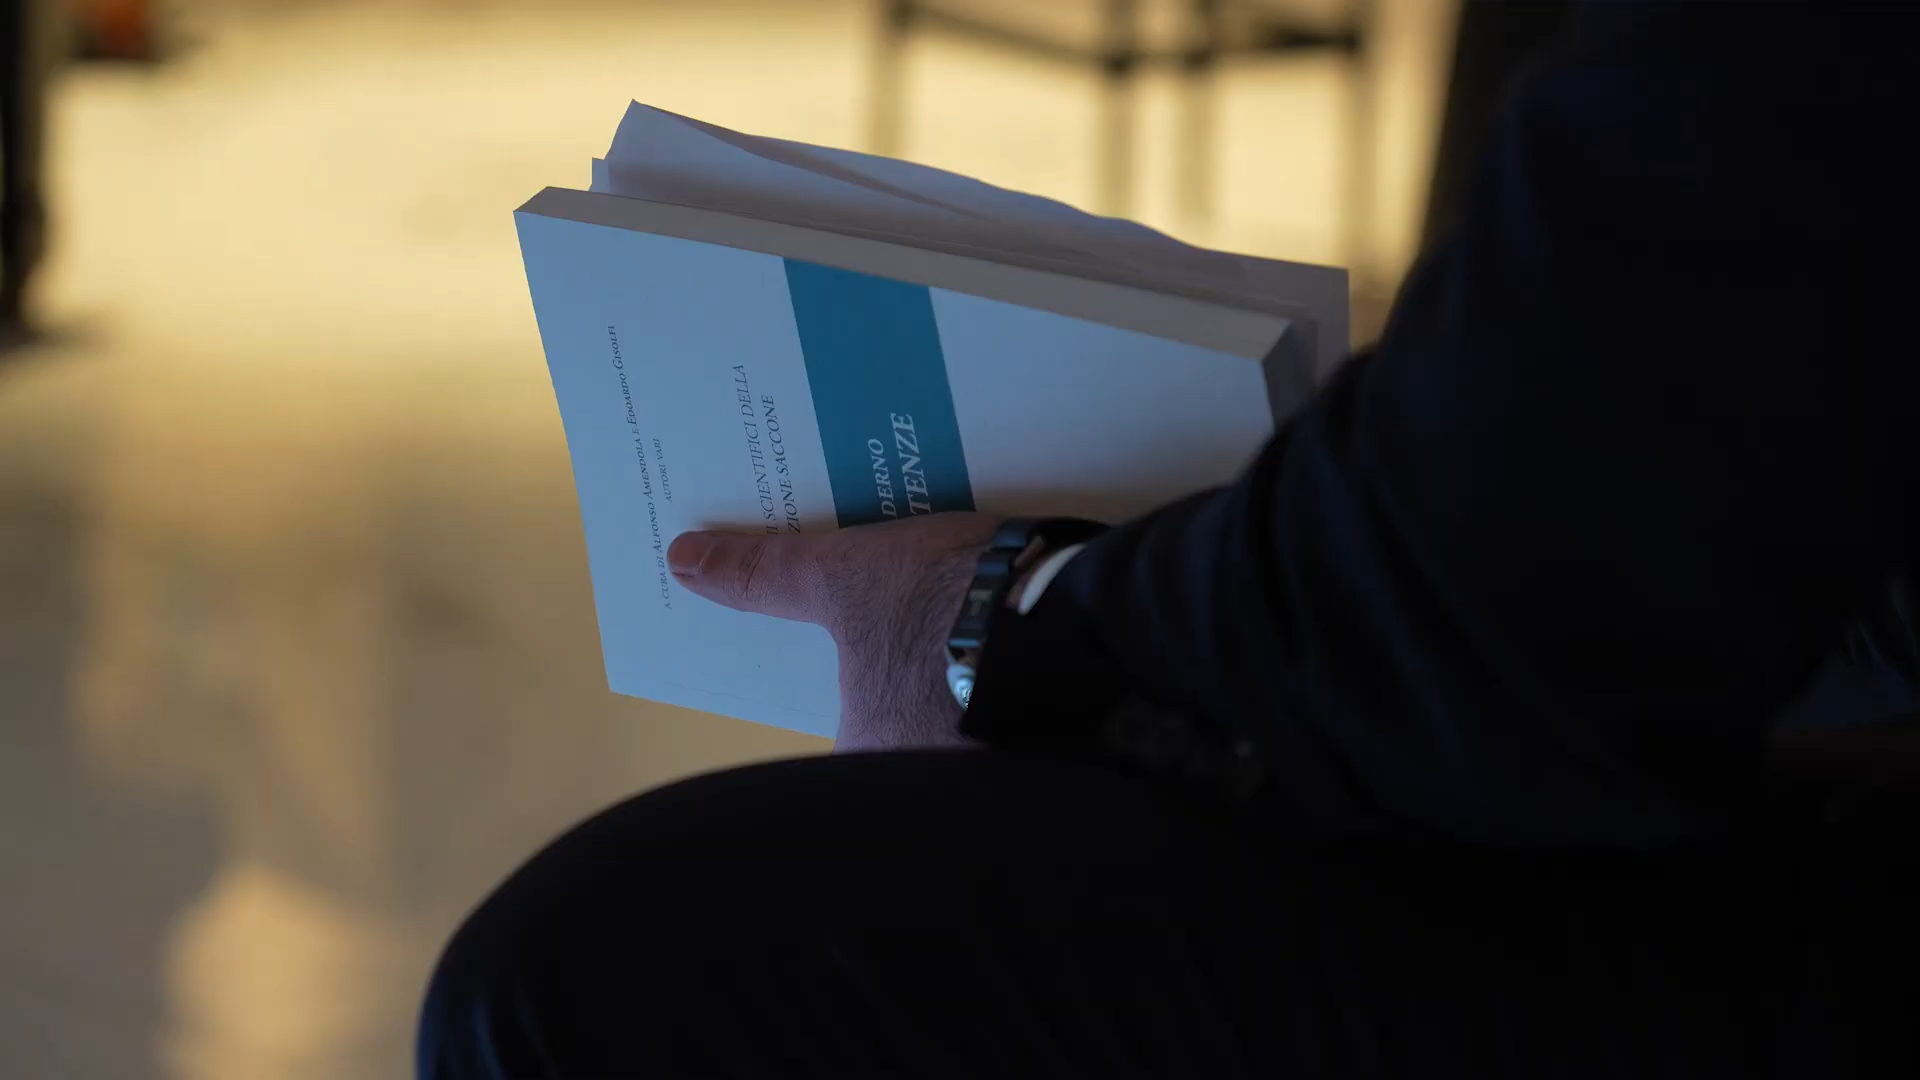 A CURA DI ALFONSO AMENDOLA E EDOARDO GISOLFI
AUTORI VARI
I SCIENTIFICI DELLA
ZIONE SACCONE
DERNO
TENZE